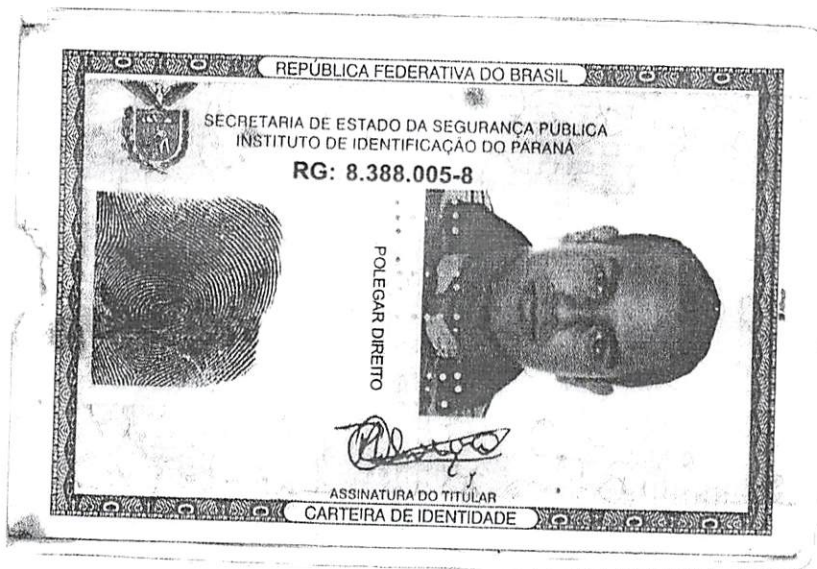 REPÚBLICA FEDERATIVA DO BRASIL
SECRETARIA DE ESTADO DA SEGURANÇA PÚBLICA
INSTITUTO DE IDENTIFICAÇÃO DO PARANÁ
RG: 8.388.005-8
POLEGAR DIREITO
ASSINATURA DO TITULAR
CARTEIRA DE IDENTIDADE